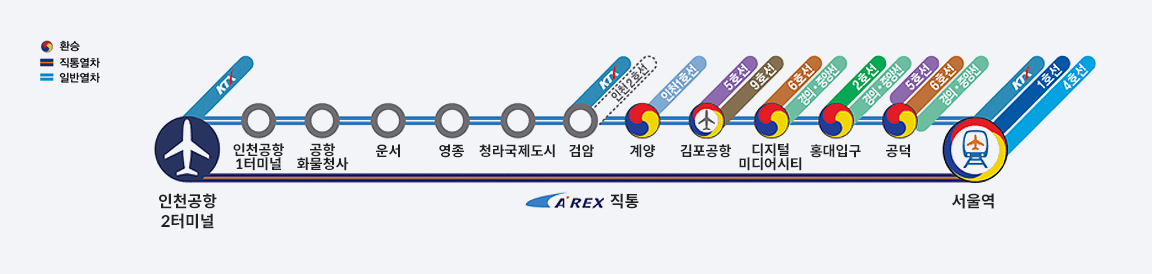 환승
직통열차
일반열차
KTX
KTX
인천2호선
인천1호선
5호선
9호선
6호선
경의·중앙선
2호선
경의·중앙선
5호선
6호선
경의·중앙선
KTX
1호선
4호선
인천공항
1터미널
공항
화물청사
운서
영종
청라국제도시
검암
계양
김포공항
디지털
미디어시티
홍대입구
공덕
인천공항
2터미널
A'REX 직통
서울역